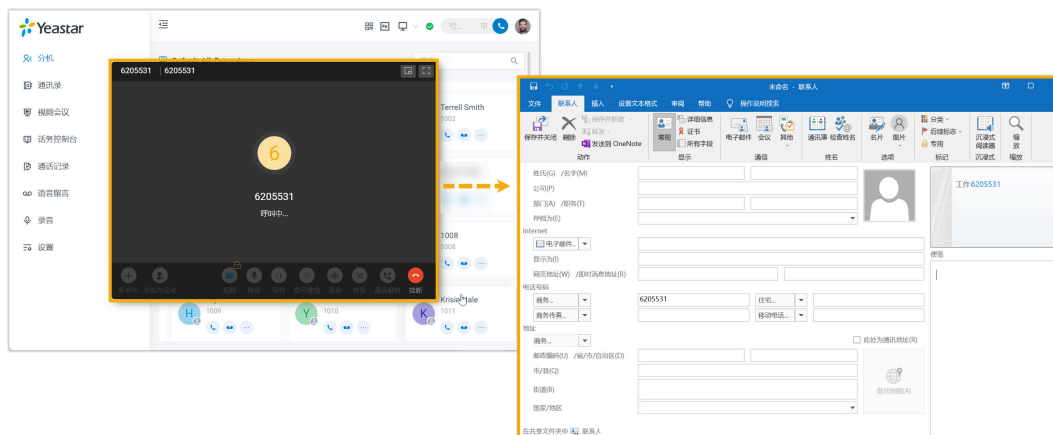 Yeastar
分机
通讯录
视频会议
话务控制台
通话记录
语音留言
录音
设置
6205531 6205531
6
6205531
呼叫中...
挂断
Terrell Smith
1002
1008
1008
H 1009
Y 1010
K Krisin Hale
1011
未命名 - 联系人
文件 联系人 插入 设置文本格式 审阅 帮助 操作说明搜索
保存并关闭 删除 保存并新建 转发 发送到 OneNote
动作
常规 详细信息 证书 所有字段
显示
电子邮件 会议 其他
通信
通讯簿 检查姓名
姓名
名片 图片
选项
分类 后续标志 专用
标记
沉浸式阅读器
沉浸式
缩放
缩放
姓氏(G) /名字(M)
公司(P)
部门(A) /职务(T)
存档为(E)
Internet
电子邮件...
显示为(I)
网页地址(W) /即时消息地址(R)
电话号码
商务... 6205531 住宅...
商务传真... 移动电话...
地址
商务... 此处为通讯地址(R)
邮政编码(U) /省/市/自治区(D)
市/县(Q)
街道(B)
查找地图(A)
国家/地区
在共享文件夹中 联系人
工作6205531
便笺